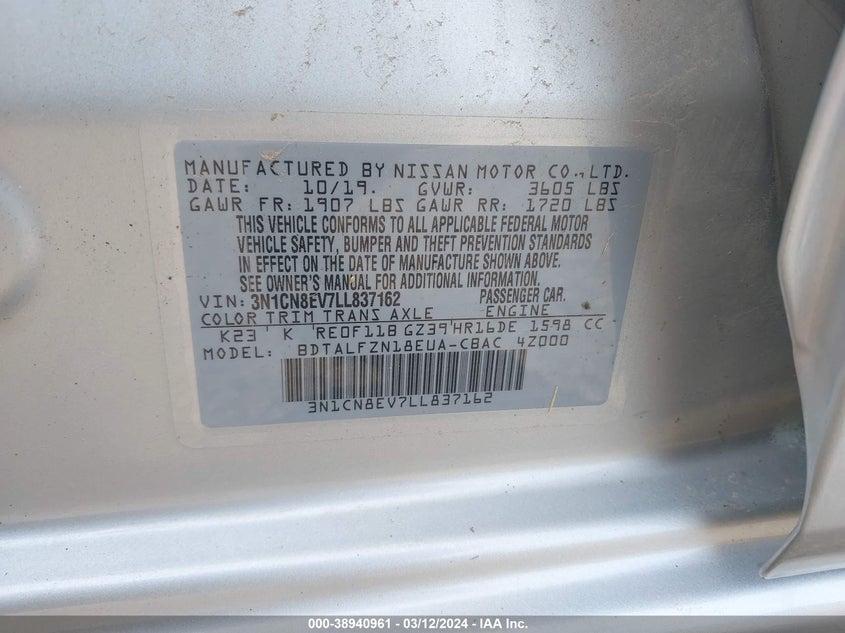 MANUFACTURED BY NISSAN MOTOR CO., LTD.
DATE: 10/19. GVWR: 3605 LBS
GAWR FR: 1907 LBS GAWR RR: 1720 LBS
THIS VEHICLE CONFORMS TO ALL APPLICABLE FEDERAL MOTOR
VEHICLE SAFETY, BUMPER AND THEFT PREVENTION STANDARDS
IN EFFECT ON THE DATE OF MANUFACTURE SHOWN ABOVE.
SEE OWNER'S MANUAL FOR ADDITIONAL INFORMATION.
VIN: 3N1CN8EV7LL837162 PASSENGER CAR.
COLOR TRIM TRANS AXLE ENGINE
K23 K RE0F11B GZ39 HR16DE 1598 CC
MODEL: BDTALFZN18EUA-CBAC 4Z000
3N1CN8EV7LL837162
000-38940961 - 03/12/2024 - IAA Inc.